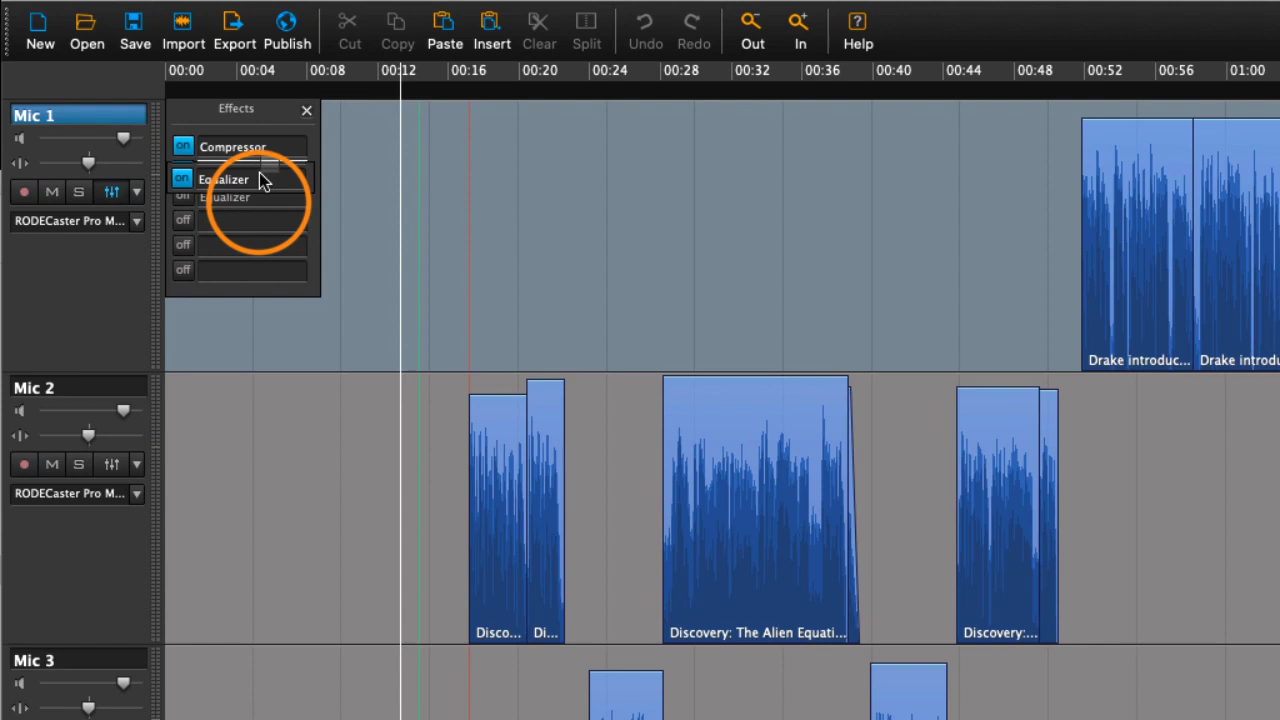 New Open Save Import Export Publish Cut Copy Paste Insert Clear Split Undo Redo Out In Help
00:00 00:04 00:08 00:12 00:16 00:20 00:24 00:28 00:32 00:36 00:40 00:44 00:48 00:52 00:56 01:00
Mic 1
M S
RODECaster Pro M...
Effects
on Compressor
on Equalizer
off Equalizer
off
off
off
Drake introduc... Drake introdu
Mic 2
M S
RODECaster Pro M...
Disco... Di... Discovery: The Alien Equati... Discovery:...
Mic 3